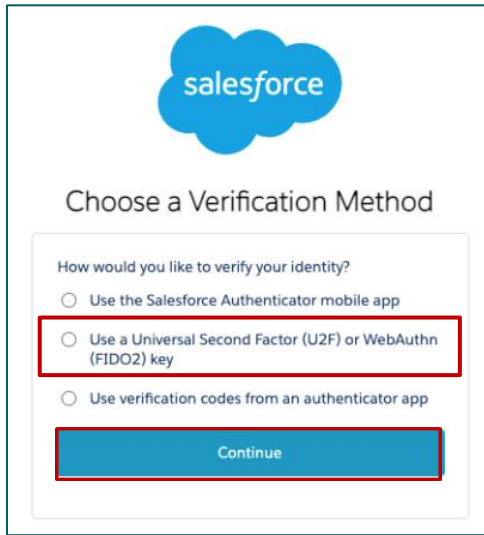 salesforce
Choose a Verification Method
How would you like to verify your identity?
Use the Salesforce Authenticator mobile app
Use a Universal Second Factor (U2F) or WebAuthn
(FIDO2) key
Use verification codes from an authenticator app
Continue